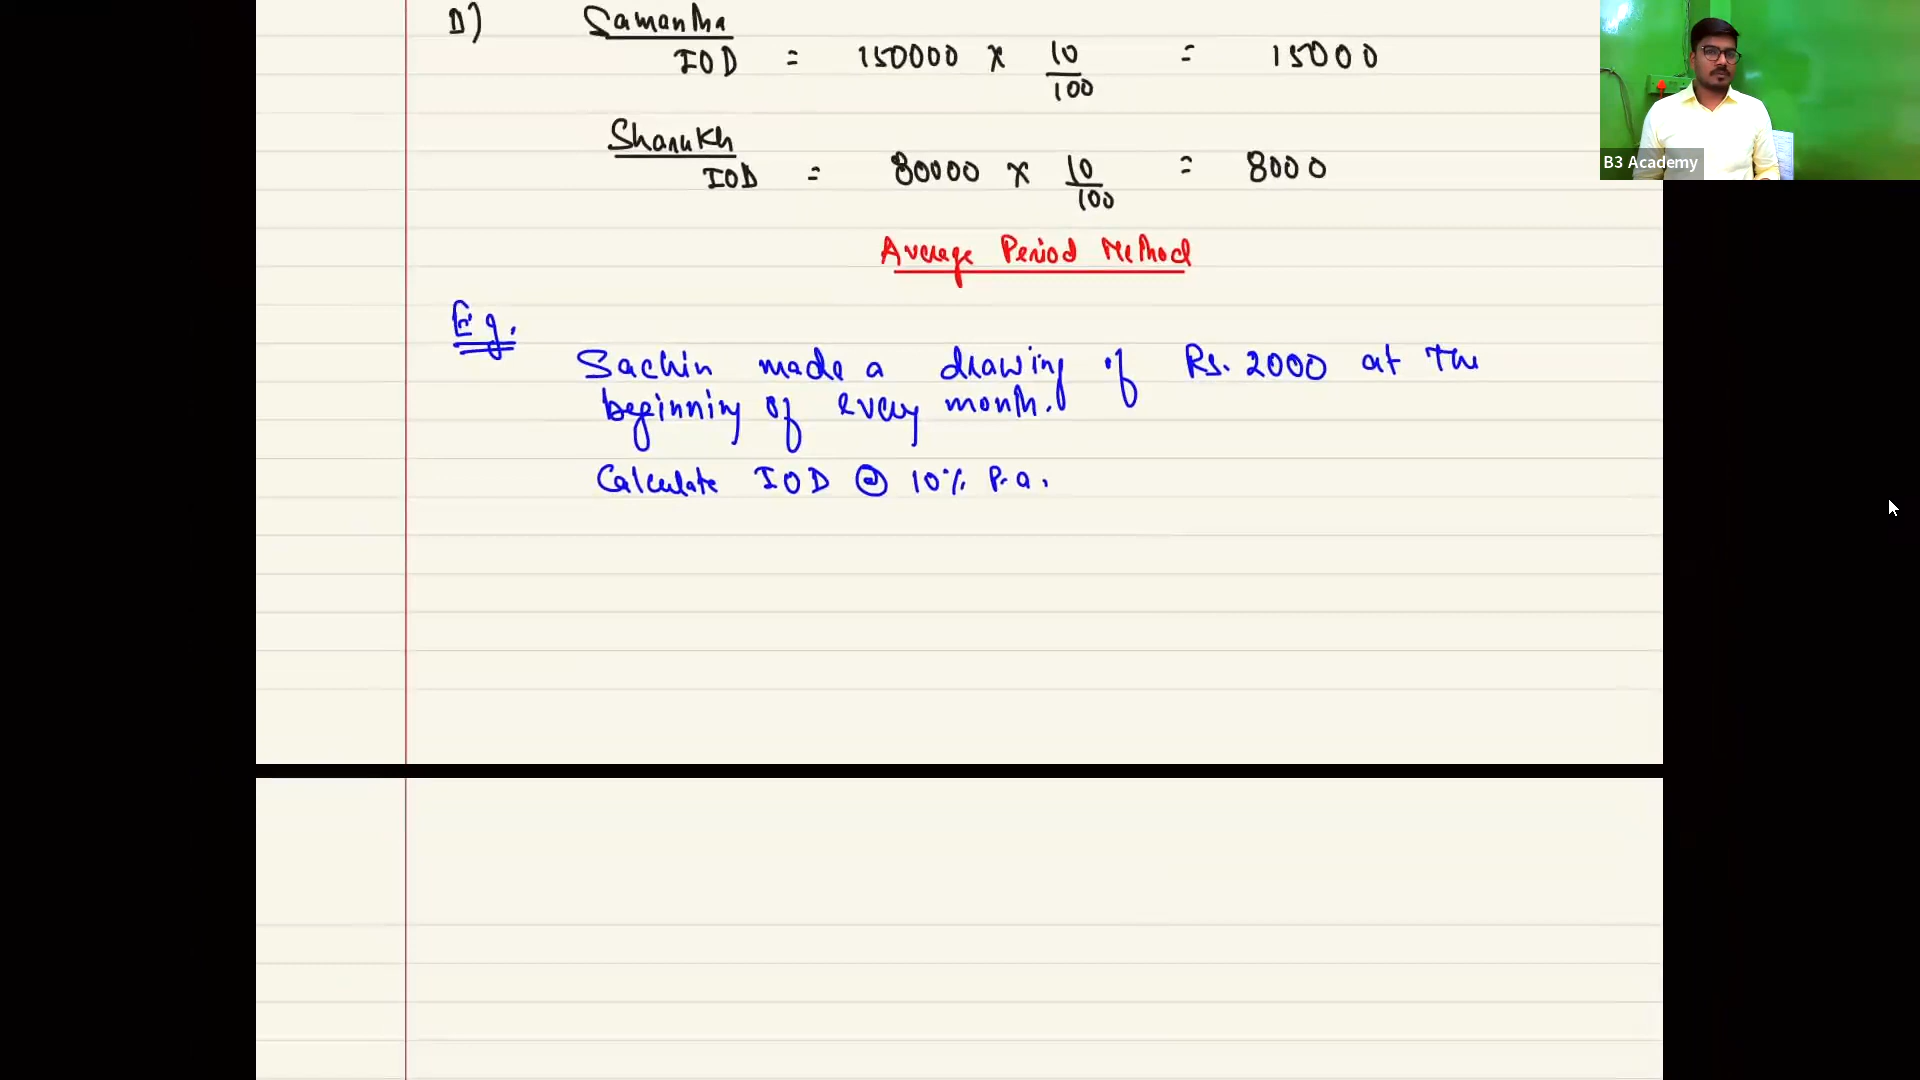 D) Samantha
IOD = 150000 x 10/100 = 15000
Sharukh
IOD = 80000 x 10/100 = 8000
Average Period Method
Eg.
Sachin made a drawing of Rs. 2000 at the
beginning of every month.
Calculate IOD @ 10% P.a.
B3 Academy